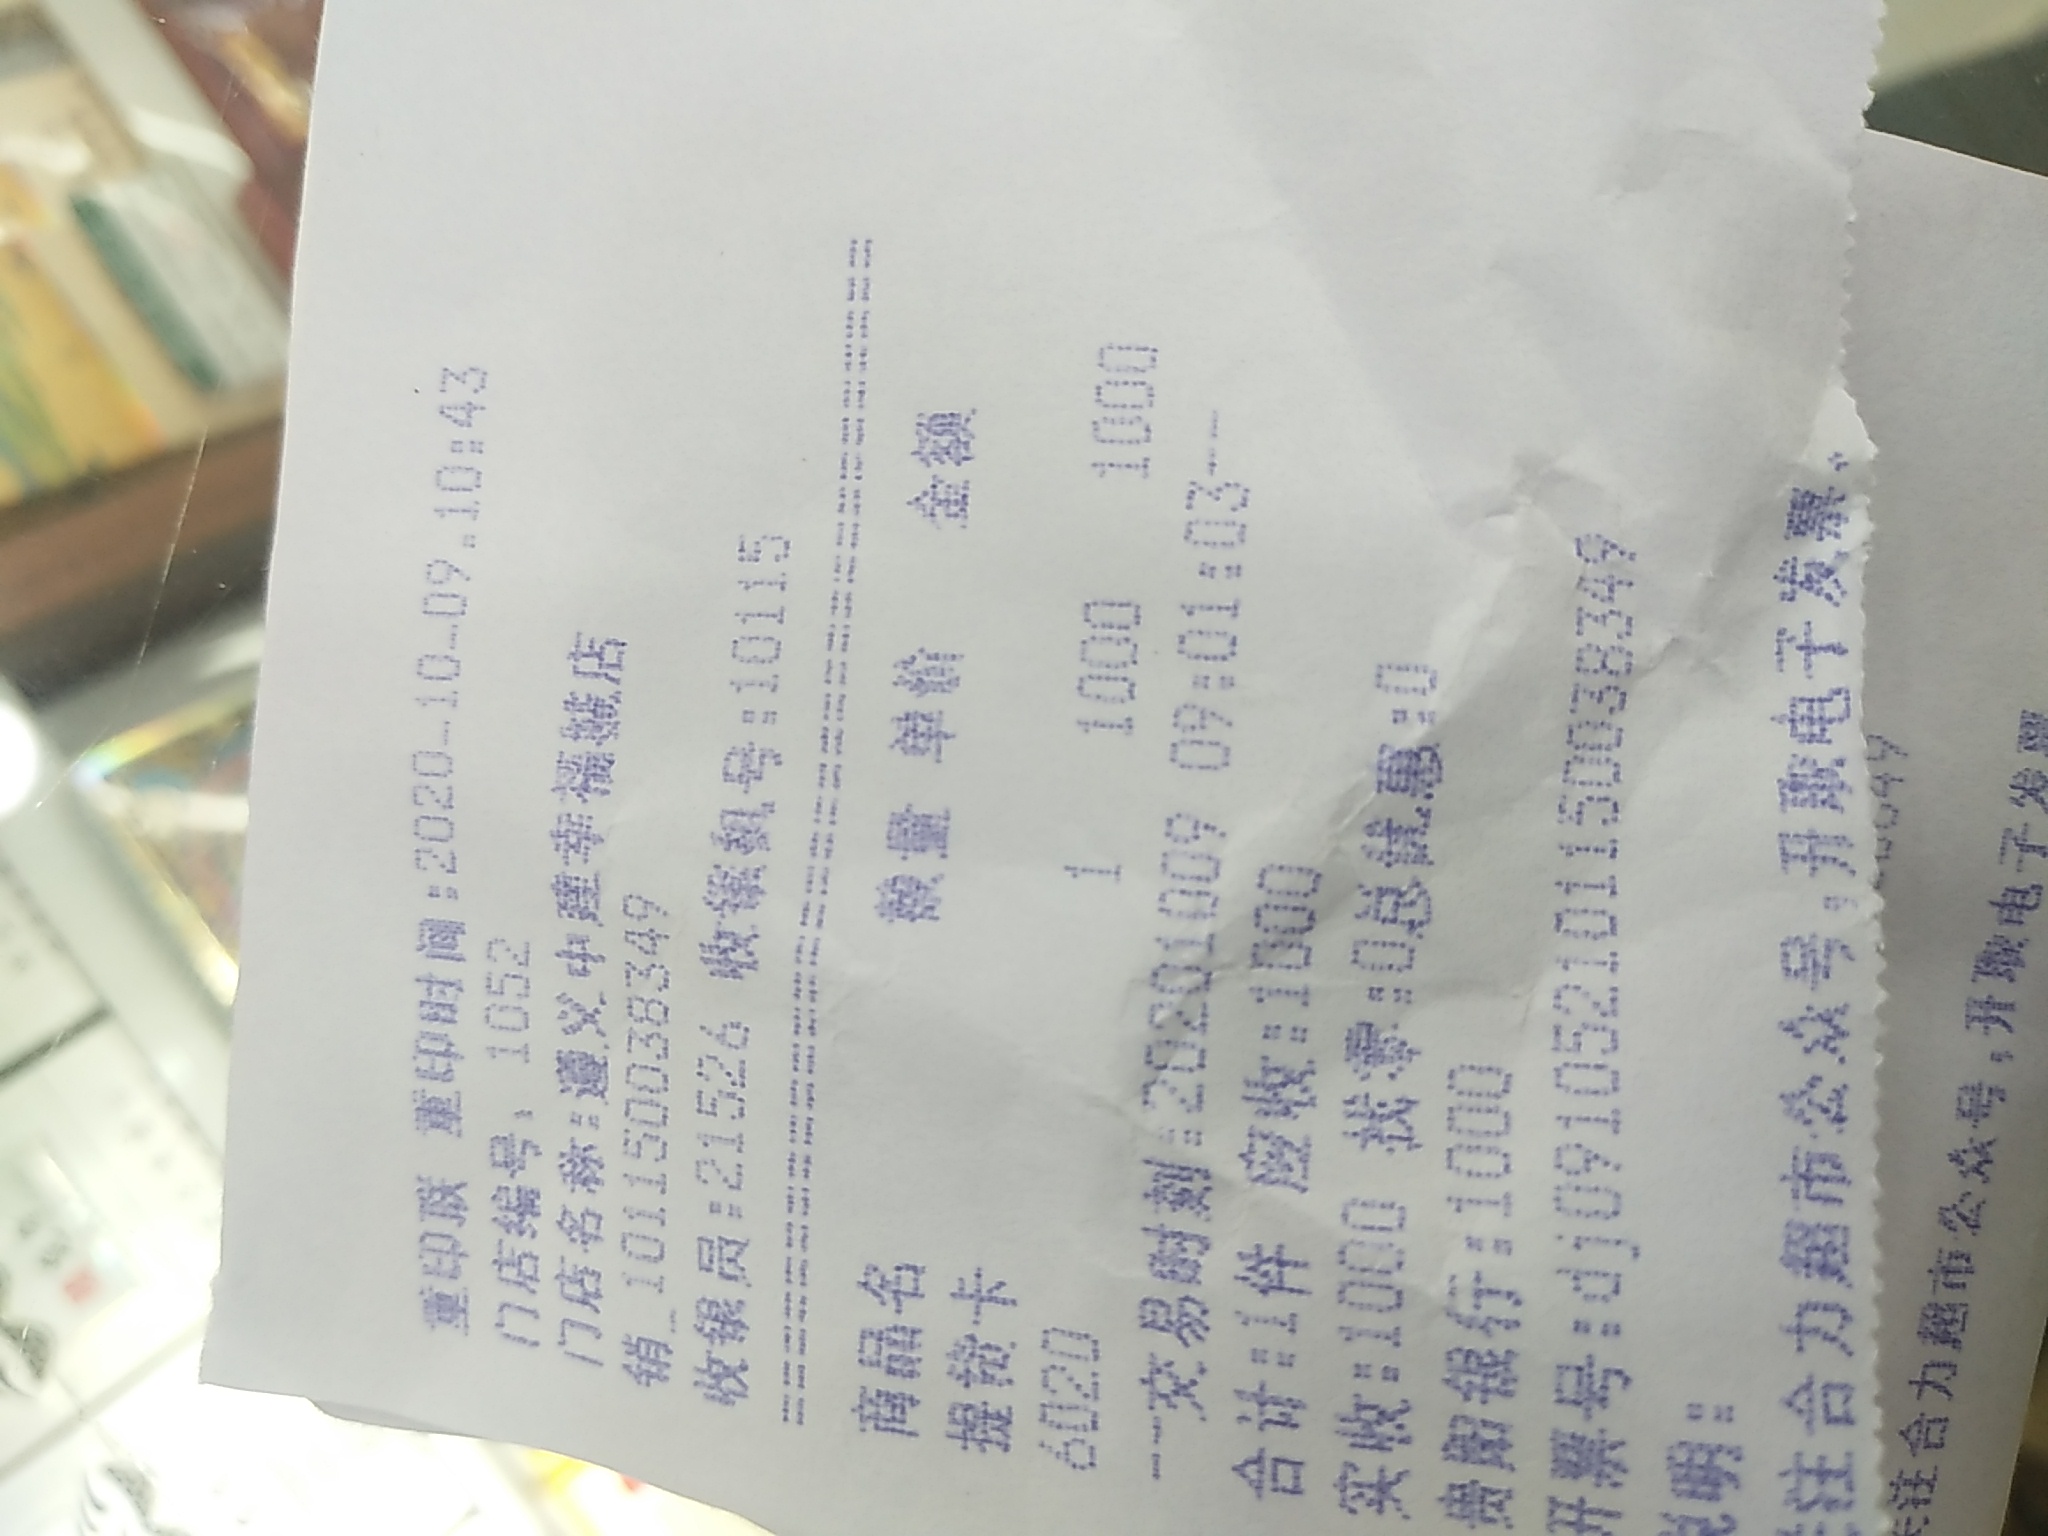 重印联 重印时间:2020-10-09.10:43
门店编号: 1052
门店名称:遵义中建幸福城店
销_101150038349
收银员:21526 收银机号:10115
商品名 数量 单价 金额
提货卡
6020 1 1000 1000
---交易时刻:20201009 09:01:03---
合计:1件 应收:1000
实收:1000 找零:0总优惠:0
贵阳银行:1000
开票号:dj091052101150038349
说明:
关注合力超市公众号,开取电子发票。
关注合力超市公众号,开取电子发票